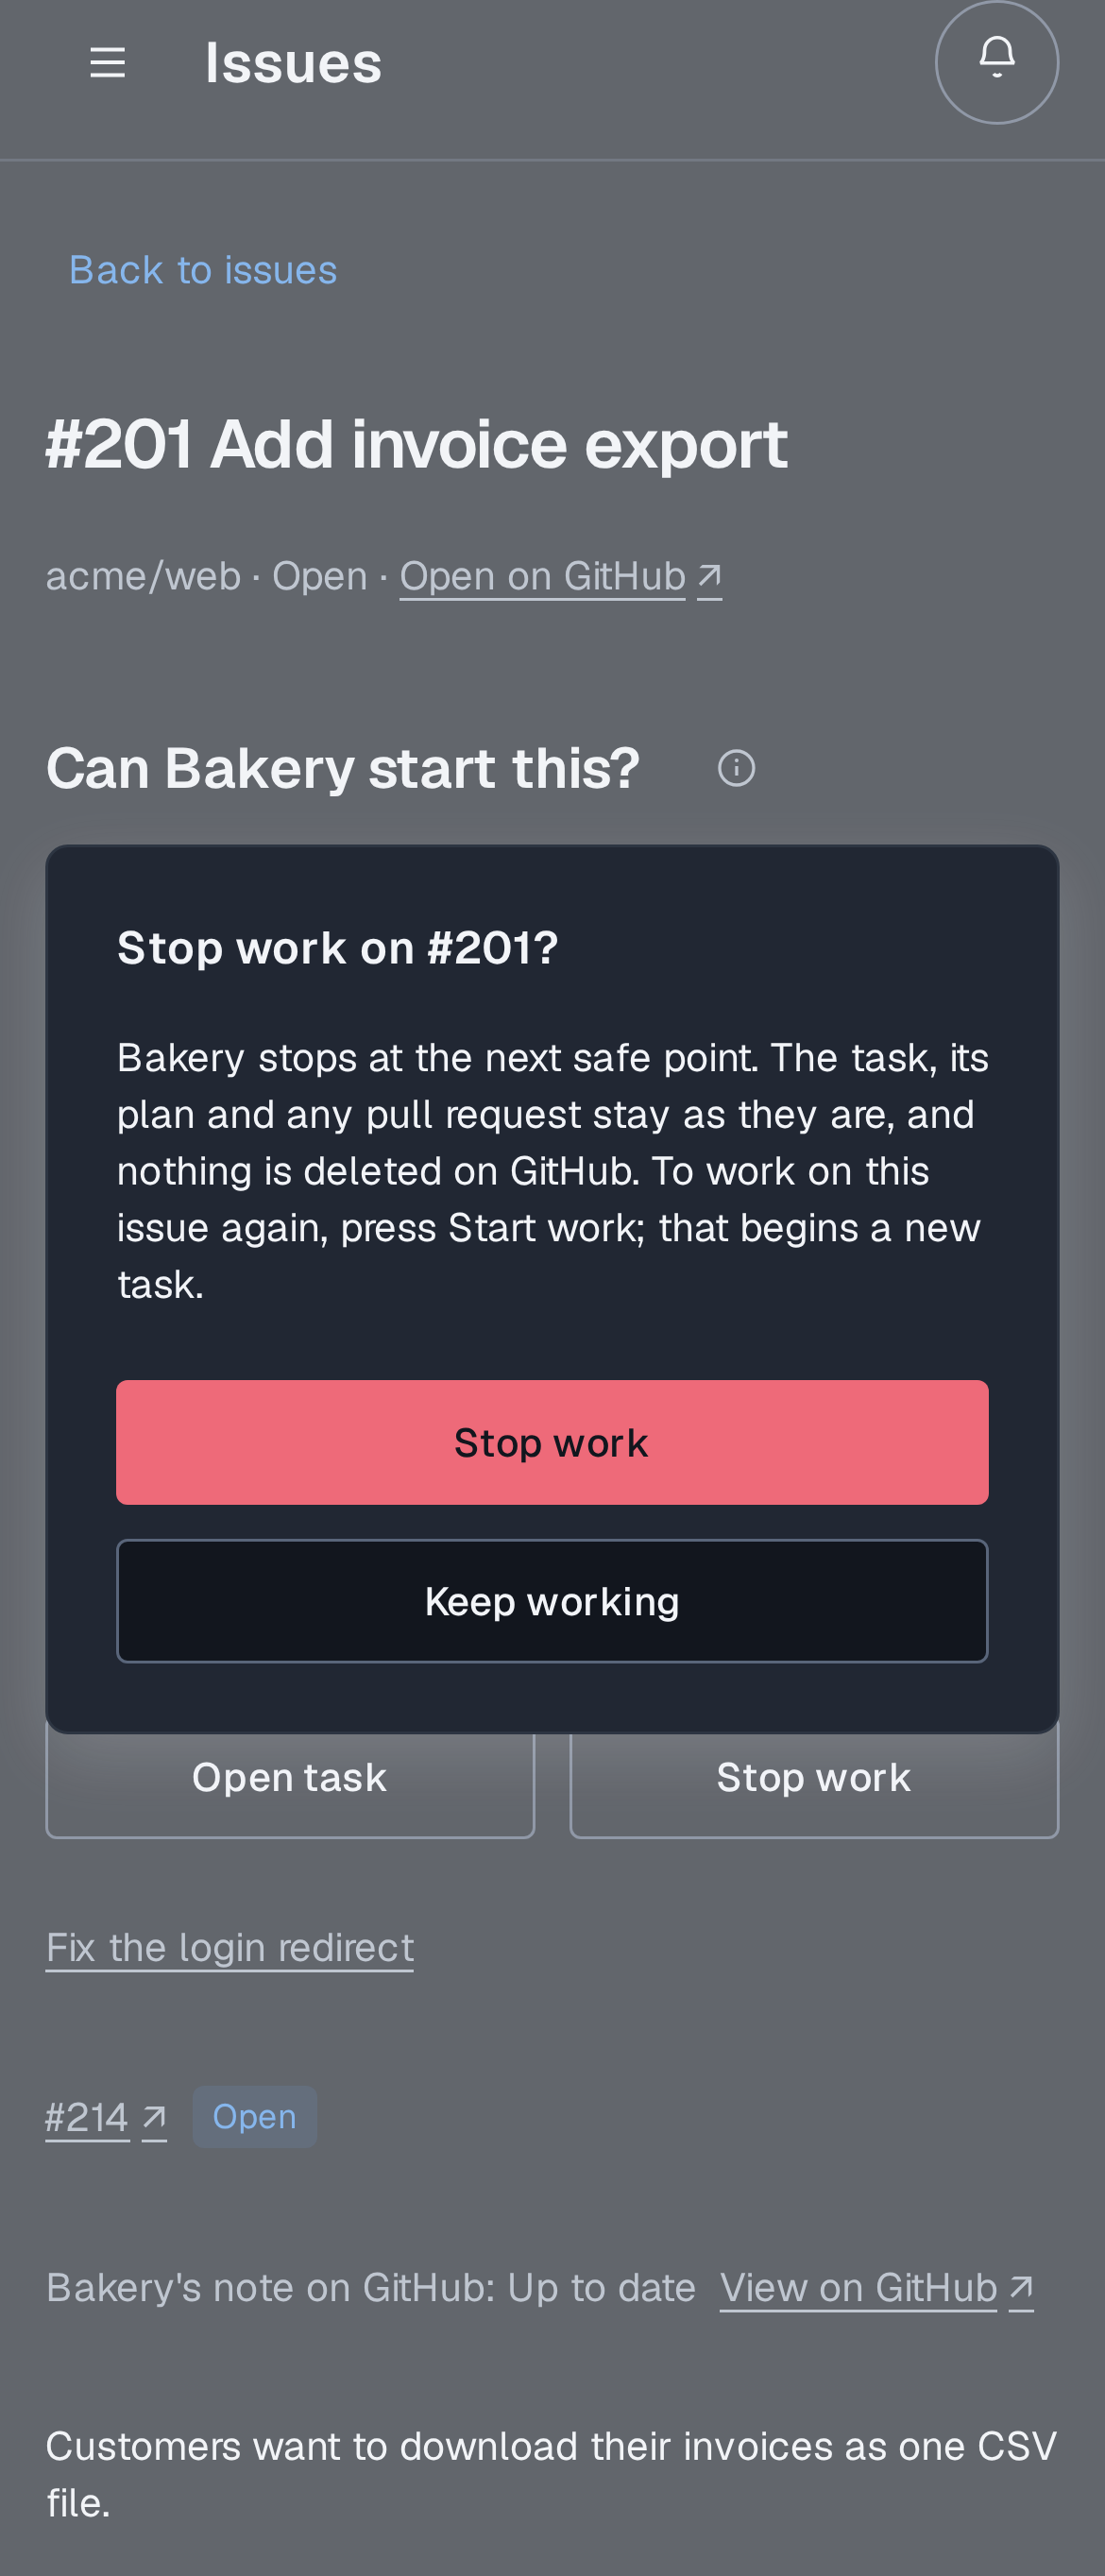 Issues
Back to issues
#201 Add invoice export
acme/web · Open · Open on GitHub ↗
Can Bakery start this?
Stop work on #201?
Bakery stops at the next safe point. The task, its
plan and any pull request stay as they are, and
nothing is deleted on GitHub. To work on this
issue again, press Start work; that begins a new
task.
Stop work
Keep working
Open task
Stop work
Fix the login redirect
#214 ↗ Open
Bakery's note on GitHub: Up to date View on GitHub ↗
Customers want to download their invoices as one CSV
file.